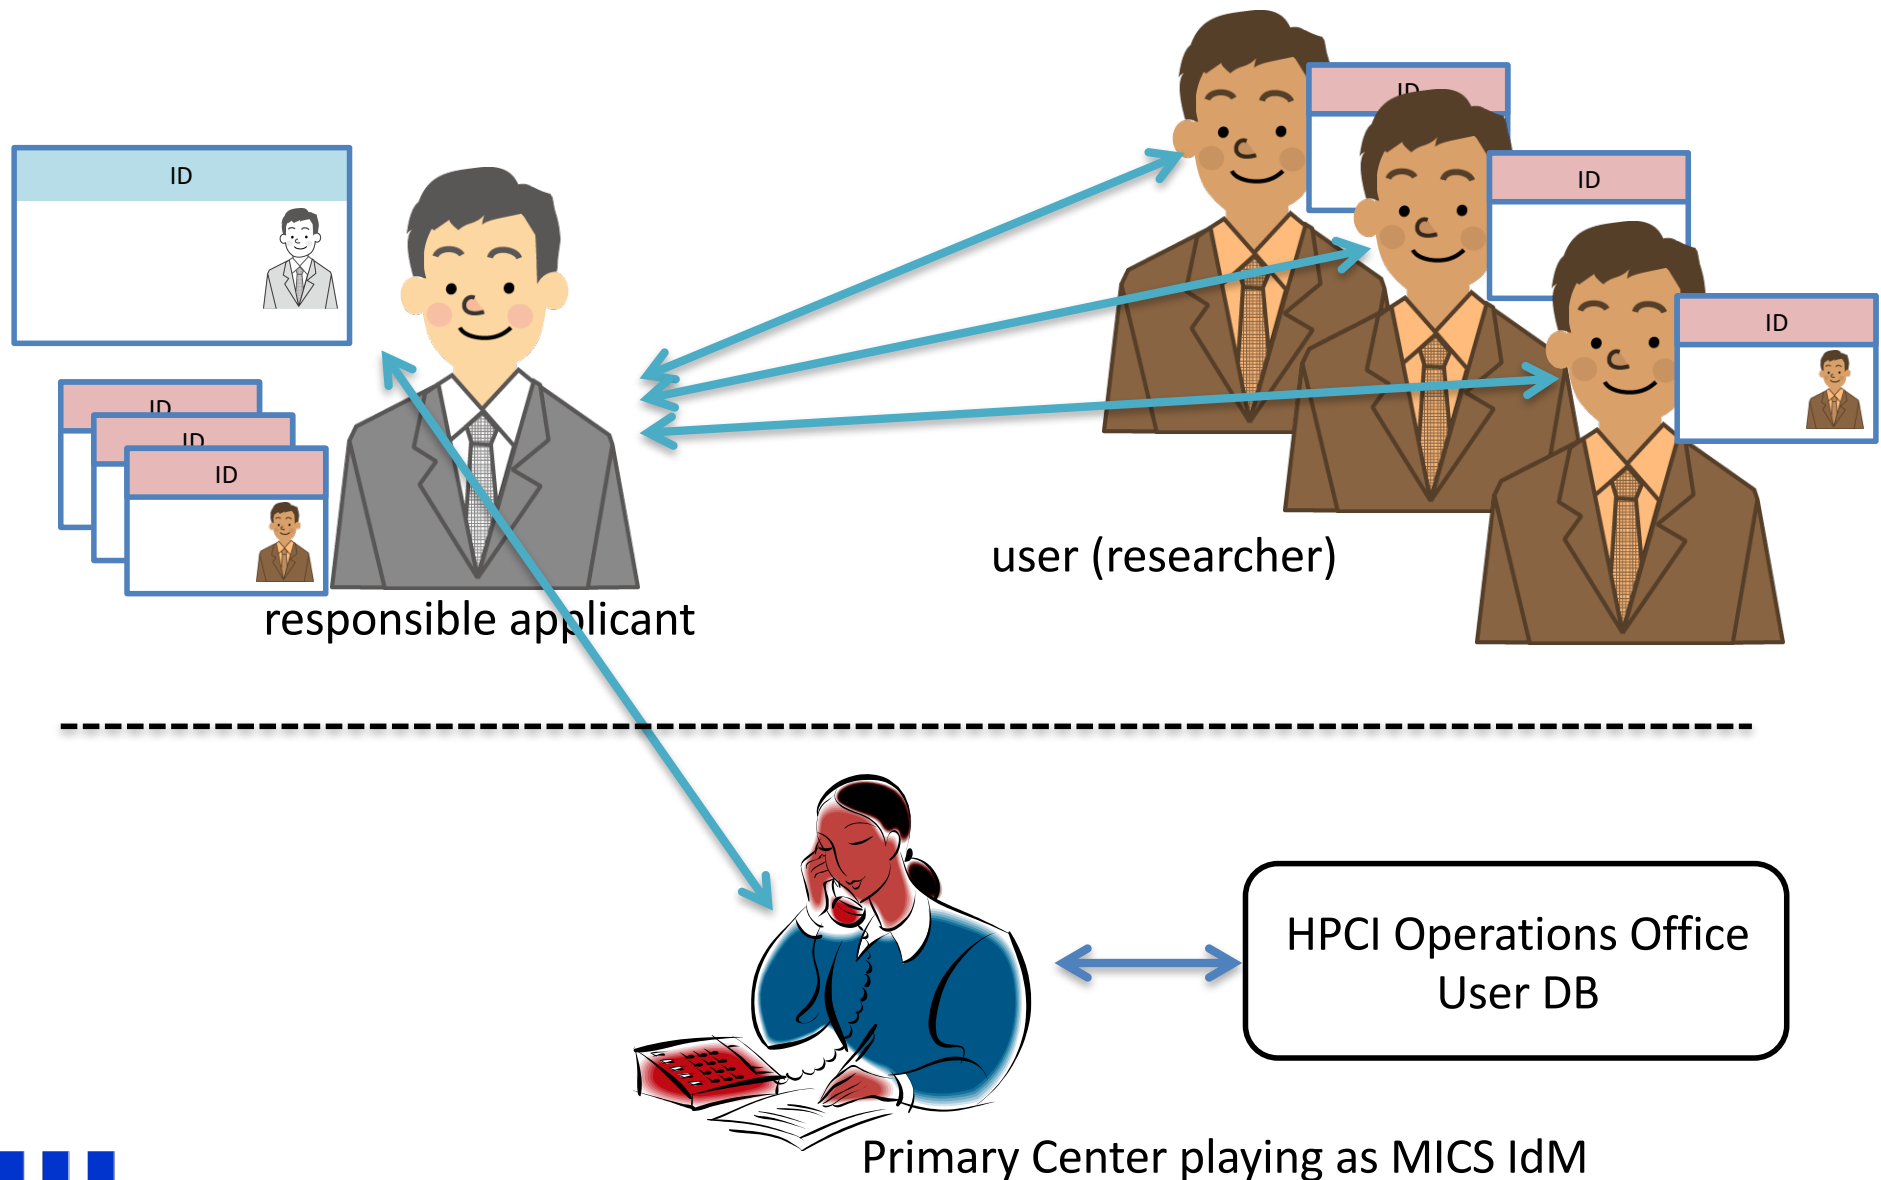 ID
ID
ID
ID
ID
ID
ID
user (researcher)
responsible applicant
HPCI Operations Office
User DB
Primary Center playing as MICS IdM